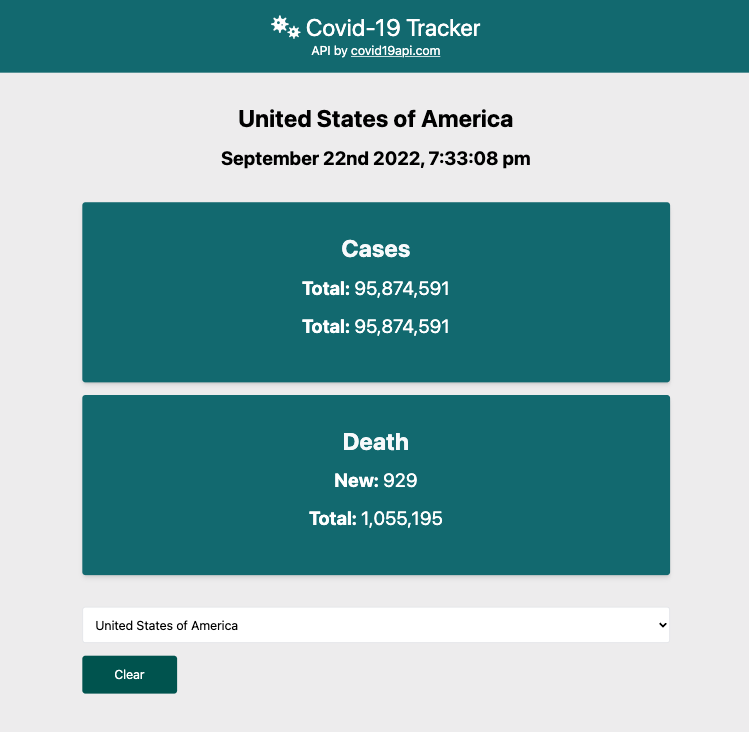 Covid-19 Tracker
API by covid19api.com
United States of America
September 22nd 2022, 7:33:08 pm
Cases
Total: 95,874,591
Total: 95,874,591
Death
New: 929
Total: 1,055,195
United States of America
Clear